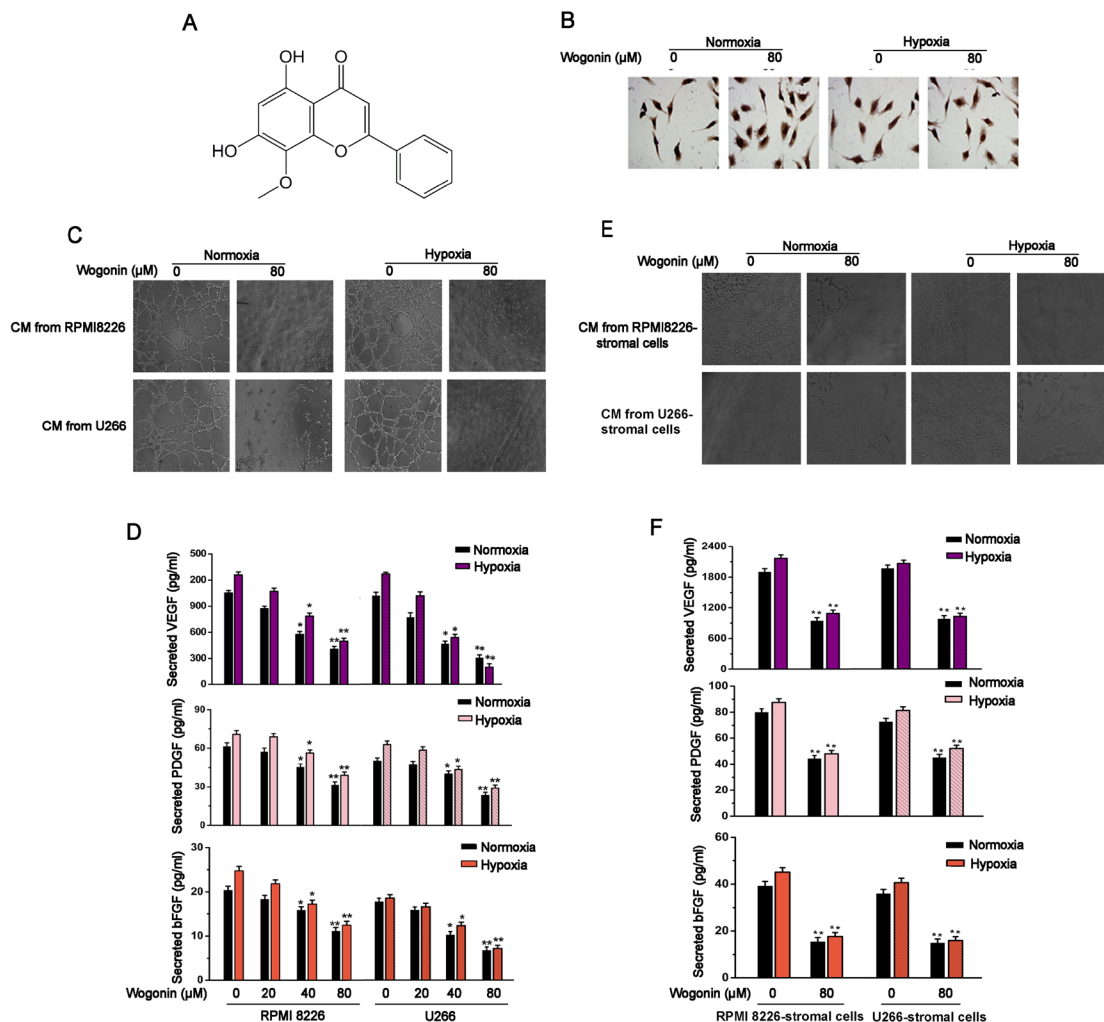 A
OH
O
HO
O
O
B
Normoxia Hypoxia
Wogonin (μM) 0 80 0 80
C
Normoxia Hypoxia
Wogonin (μM) 0 80 0 80
CM from RPMI8226
CM from U266
E
Normoxia Hypoxia
Wogonin (μM) 0 80 0 80
CM from RPMI8226-
stromal cells
CM from U266-
stromal cells
D
Normoxia
Hypoxia
Secreted VEGF (pg/ml)
500
200
900
600
300
0
* * ** ** * * ** **
Normoxia
Hypoxia
Secreted PDGF (pg/ml)
90
60
30
0
* * ** ** * * ** **
Normoxia
Hypoxia
Secreted bFGF (pg/ml)
30
20
10
0
* * ** ** * * ** **
Wogonin (μM) 0 20 40 80 0 20 40 80
RPMI 8226 U266
F
Normoxia
Hypoxia
Secreted VEGF (pg/ml)
2400
1800
1200
600
0
** ** ** **
Normoxia
Hypoxia
Secreted PDGF (pg/ml)
100
80
60
40
20
0
** ** ** **
Normoxia
Hypoxia
Secreted bFGF (pg/ml)
60
40
20
0
** ** ** **
Wogonin (μM) 0 80 0 80
RPMI 8226-stromal cells U266-stromal cells